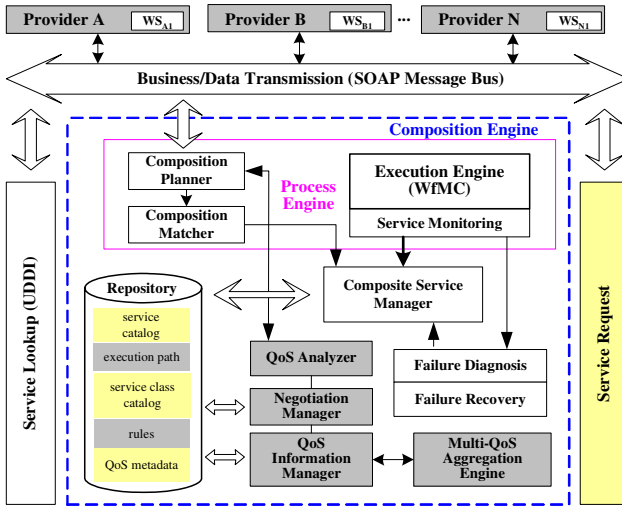 Provider A
WSA1
Provider B
WSB1
...
Provider N
WSN1
Business/Data Transmission (SOAP Message Bus)
Composition Engine
Composition
Planner
Process
Engine
Execution Engine
(WfMC)
Composition
Matcher
Service Monitoring
Service Lookup (UDDI)
Repository
service
catalog
execution path
service class
catalog
rules
QoS metadata
Composite Service
Manager
QoS Analyzer
Negotiation
Manager
QoS
Information
Manager
Failure Diagnosis
Failure Recovery
Multi-QoS
Aggregation
Engine
Service Request